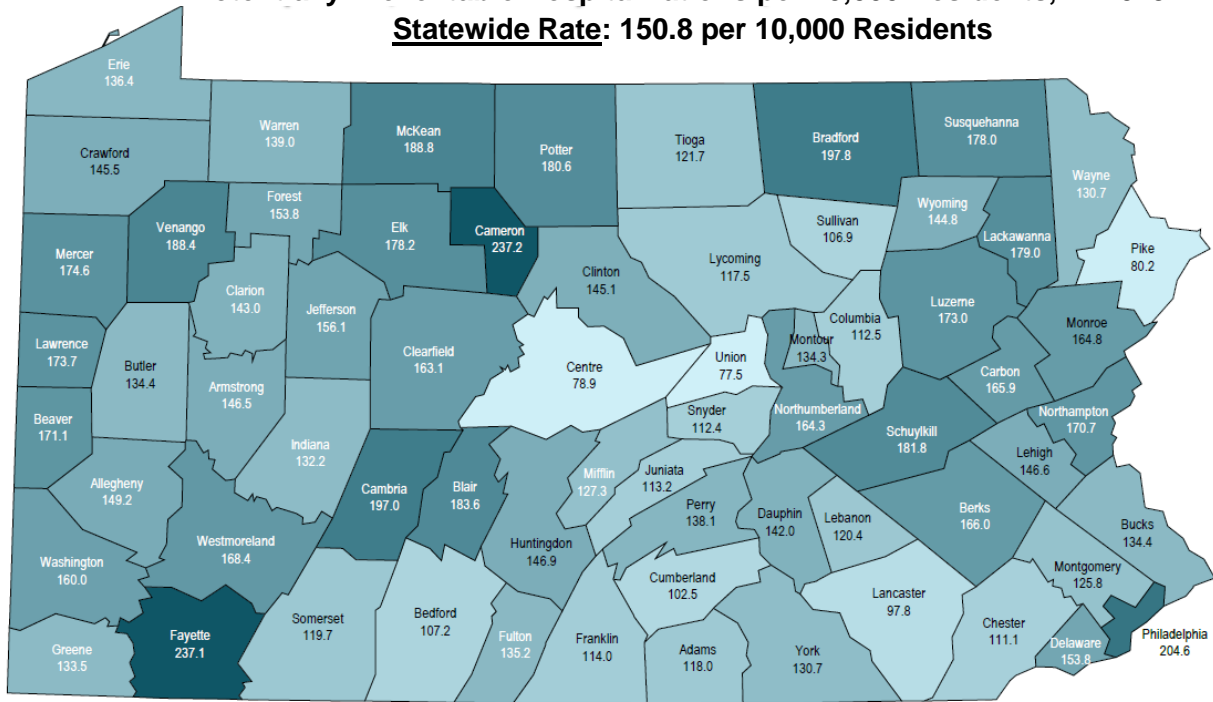 Statewide Rate: 150.8 per 10,000 Residents
Erie
136.4
Crawford
145.5
Warren
139.0
McKean
188.8
Potter
180.6
Tioga
121.7
Bradford
197.8
Susquehanna
178.0
Wayne
130.7
Forest
153.8
Venango
188.4
Mercer
174.6
Elk
178.2
Cameron
237.2
Clinton
145.1
Lycoming
117.5
Sullivan
106.9
Wyoming
144.8
Lackawanna
179.0
Pike
80.2
Clarion
143.0
Jefferson
156.1
Clearfield
163.1
Centre
78.9
Union
77.5
Montour
134.3
Columbia
112.5
Luzerne
173.0
Monroe
164.8
Lawrence
173.7
Butler
134.4
Armstrong
146.5
Carbon
165.9
Beaver
171.1
Indiana
132.2
Snyder
112.4
Northumberland
164.3
Schuylkill
181.8
Northampton
170.7
Lehigh
146.6
Allegheny
149.2
Cambria
197.0
Blair
183.6
Mifflin
127.3
Juniata
113.2
Perry
138.1
Dauphin
142.0
Lebanon
120.4
Berks
166.0
Bucks
134.4
Washington
160.0
Westmoreland
168.4
Huntingdon
146.9
Cumberland
102.5
Lancaster
97.8
Montgomery
125.8
Greene
133.5
Fayette
237.1
Somerset
119.7
Bedford
107.2
Fulton
135.2
Franklin
114.0
Adams
118.0
York
130.7
Chester
111.1
Delaware
153.8
Philadelphia
204.6